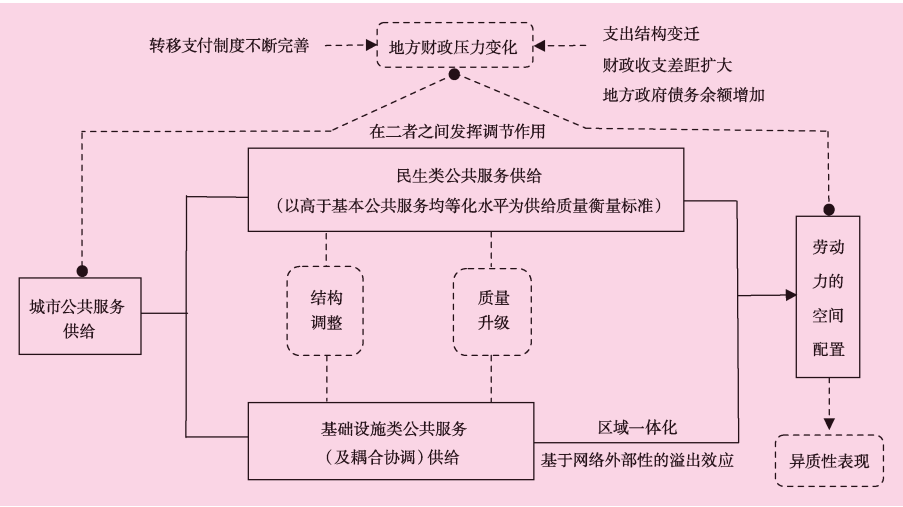 转移支付制度不断完善
地方财政压力变化
支出结构变迁
财政收支差距扩大
地方政府债务余额增加
在二者之间发挥调节作用
民生类公共服务供给
（以高于基本公共服务均等化水平为供给质量衡量标准）
城市公共服务
供给
结构
调整
质量
升级
劳动
力的
空间
配置
基础设施类公共服务
（及耦合协调）供给
区域一体化
基于网络外部性的溢出效应
异质性表现